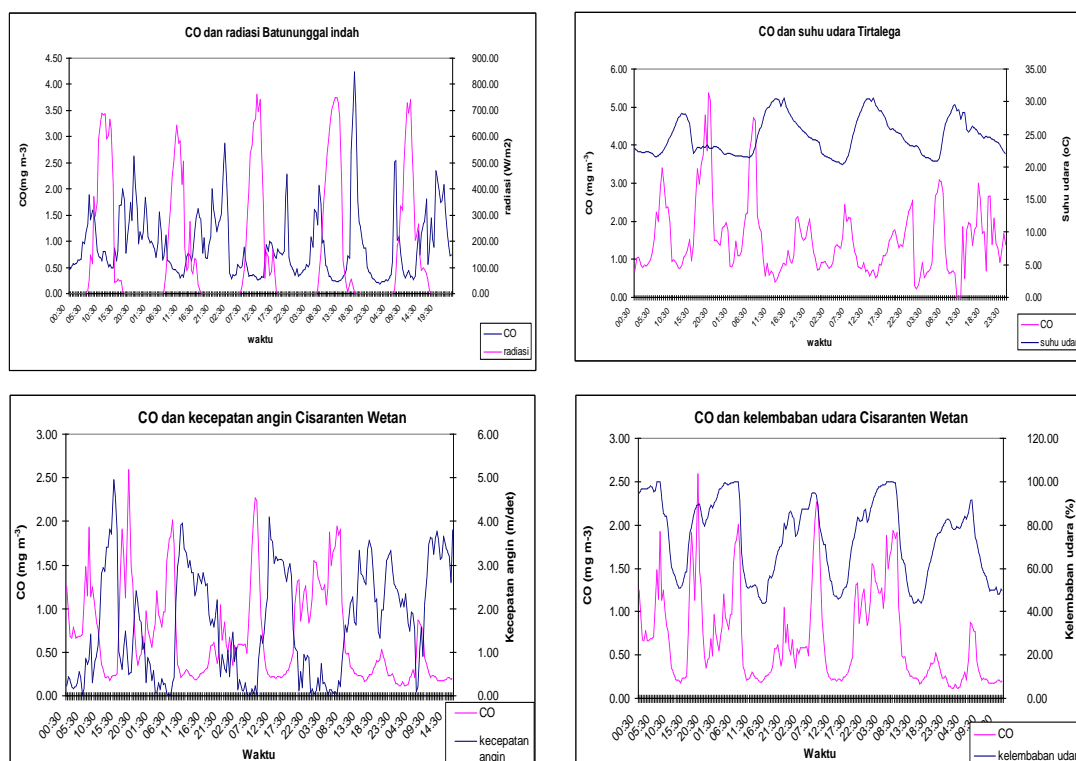 CO dan radiasi Batununggal indah
4.50
4.00
3.50
3.00
2.50
2.00
1.50
1.00
0.50
0.00
CO(mg m-3)
900.00
800.00
700.00
600.00
500.00
400.00
300.00
200.00
100.00
0.00
radiasi (W/m2)
00:30 05:30 10:30 15:30 20:30 01:30 06:30 11:30 16:30 21:30 02:30 07:30 12:30 17:30 22:30 03:30 08:30 13:30 18:30 23:30 04:30 09:30 14:30 19:30
waktu
CO
radiasi
CO dan suhu udara Tirtalega
6.00
5.00
4.00
3.00
2.00
1.00
0.00
CO (mg m⁻³)
35.00
30.00
25.00
20.00
15.00
10.00
5.00
0.00
Suhu udara (oC)
00:30 05:30 10:30 15:30 20:30 01:30 06:30 11:30 16:30 21:30 02:30 07:30 12:30 17:30 22:30 03:30 08:30 13:30 18:30 23:30
waktu
CO
suhu udar
CO dan kecepatan angin Cisaranten Wetan
3.00
2.50
2.00
1.50
1.00
0.50
0.00
CO (mg m⁻³)
6.00
5.00
4.00
3.00
2.00
1.00
0.00
Kecepatan angin (m/det)
00:30 05:30 10:30 15:30 20:30 01:30 06:30 11:30 16:30 21:30 02:30 07:30 12:30 17:30 22:30 03:30 08:30 13:30 18:30 23:30 04:30 09:30 14:30
Waktu
CO
kecepatan
angin
CO dan kelembaban udara Cisaranten Wetan
3.00
2.50
2.00
1.50
1.00
0.50
0.00
CO (mg m-3)
120.00
100.00
80.00
60.00
40.00
20.00
0.00
Kelembaban udara (%)
00:30 05:30 10:30 15:30 20:30 01:30 06:30 11:30 16:30 21:30 02:30 07:30 12:30 17:30 22:30 03:30 08:30 13:30 18:30 23:30 04:30 09:30
Waktu
CO
kelembaban udar